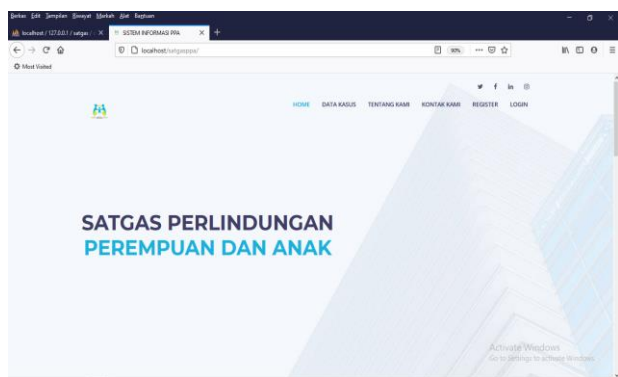 Berkas Edit Tampilan Riwayat Markah Alat Bantuan
localhost / 127.0.0.1 / satgas / SISTEM INFORMASI PPA
localhost/satgasppa/ 80%
Most Visited
HOME DATA KASUS TENTANG KAMI KONTAK KAMI REGISTER LOGIN
SATGAS PERLINDUNGAN
PEREMPUAN DAN ANAK
Activate Windows
Go to Settings to activate Windows.